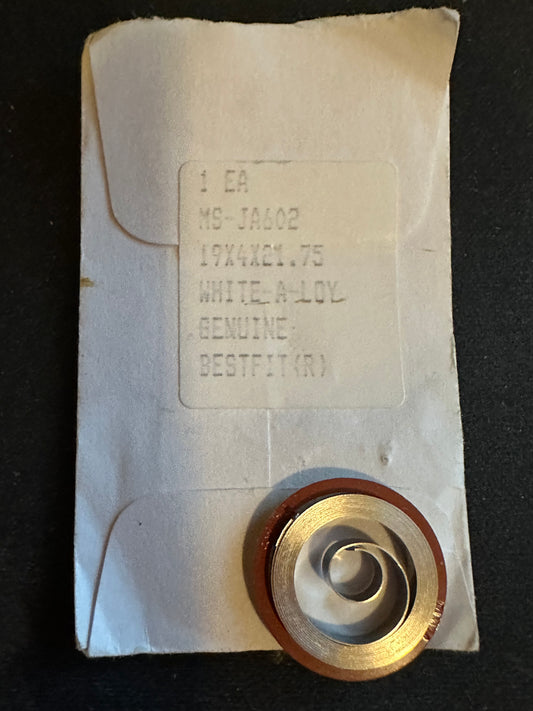 1 EA
MS-JA602
19X4X21.75
WHITE-A-LOY
GENUINE
BESTFIT(R)